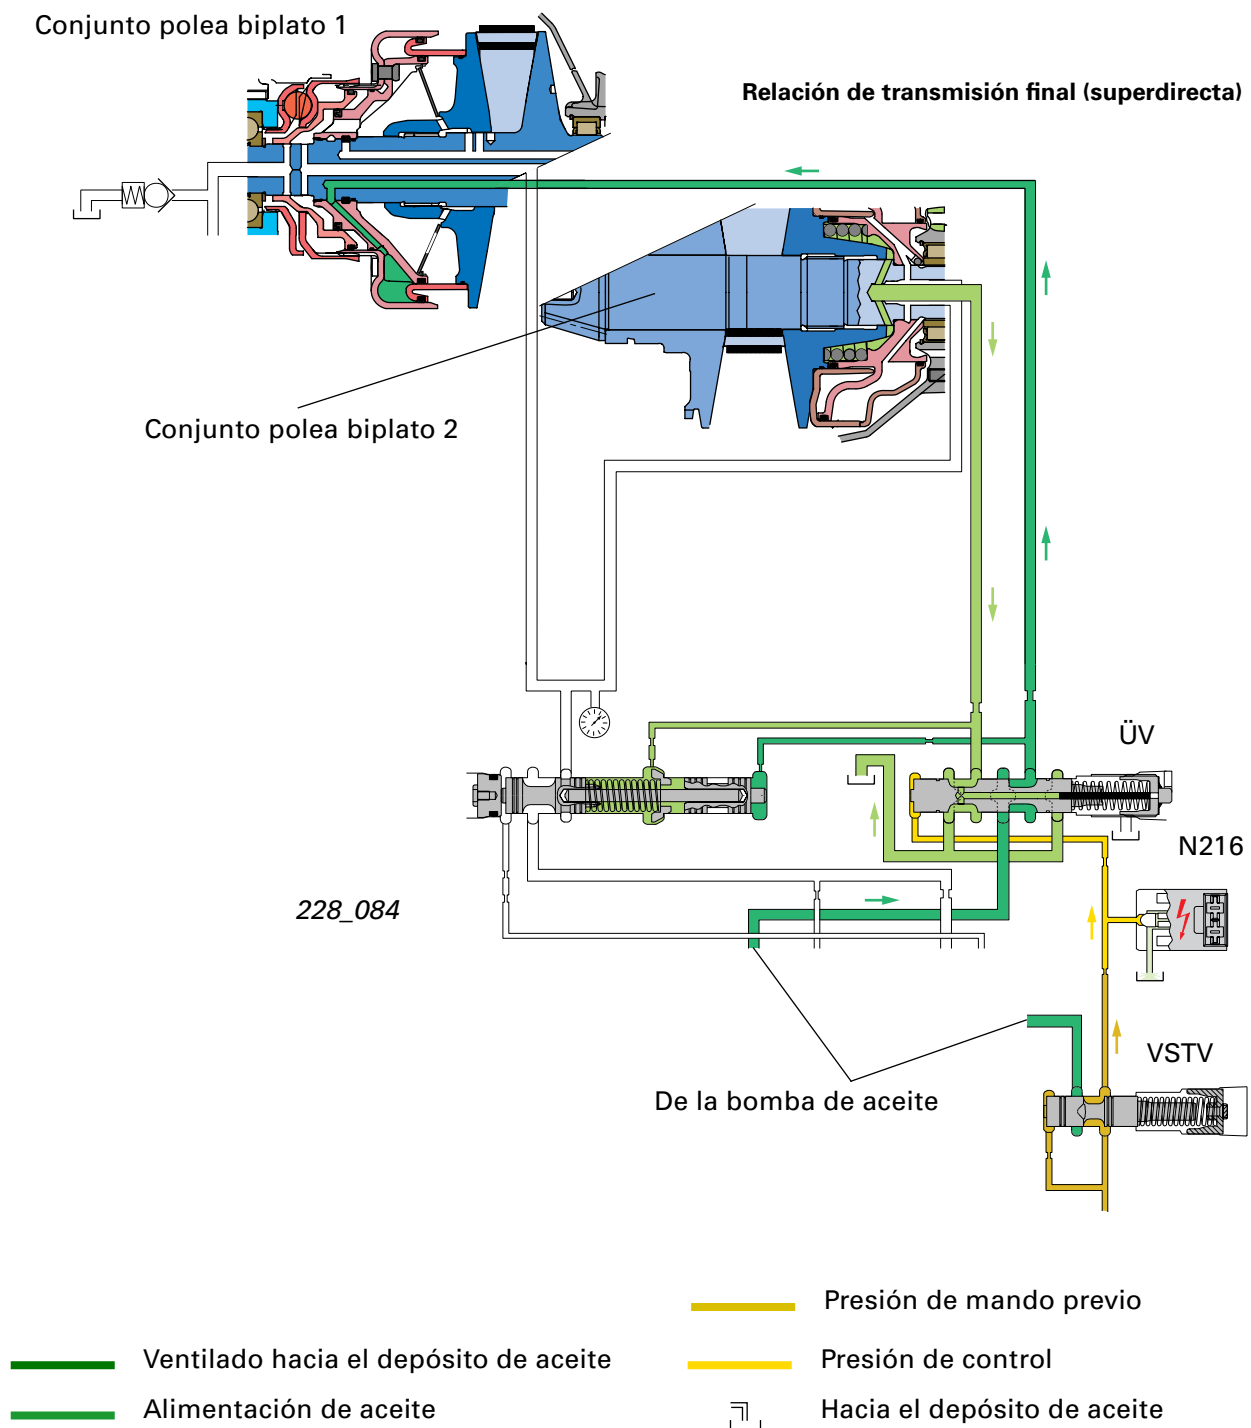 Conjunto polea biplato 1
Relación de transmisión final (superdirecta)
Conjunto polea biplato 2
ÜV
N216
228_084
VSTV
De la bomba de aceite
Presión de mando previo
Ventilado hacia el depósito de aceite
Presión de control
Alimentación de aceite
Hacia el depósito de aceite